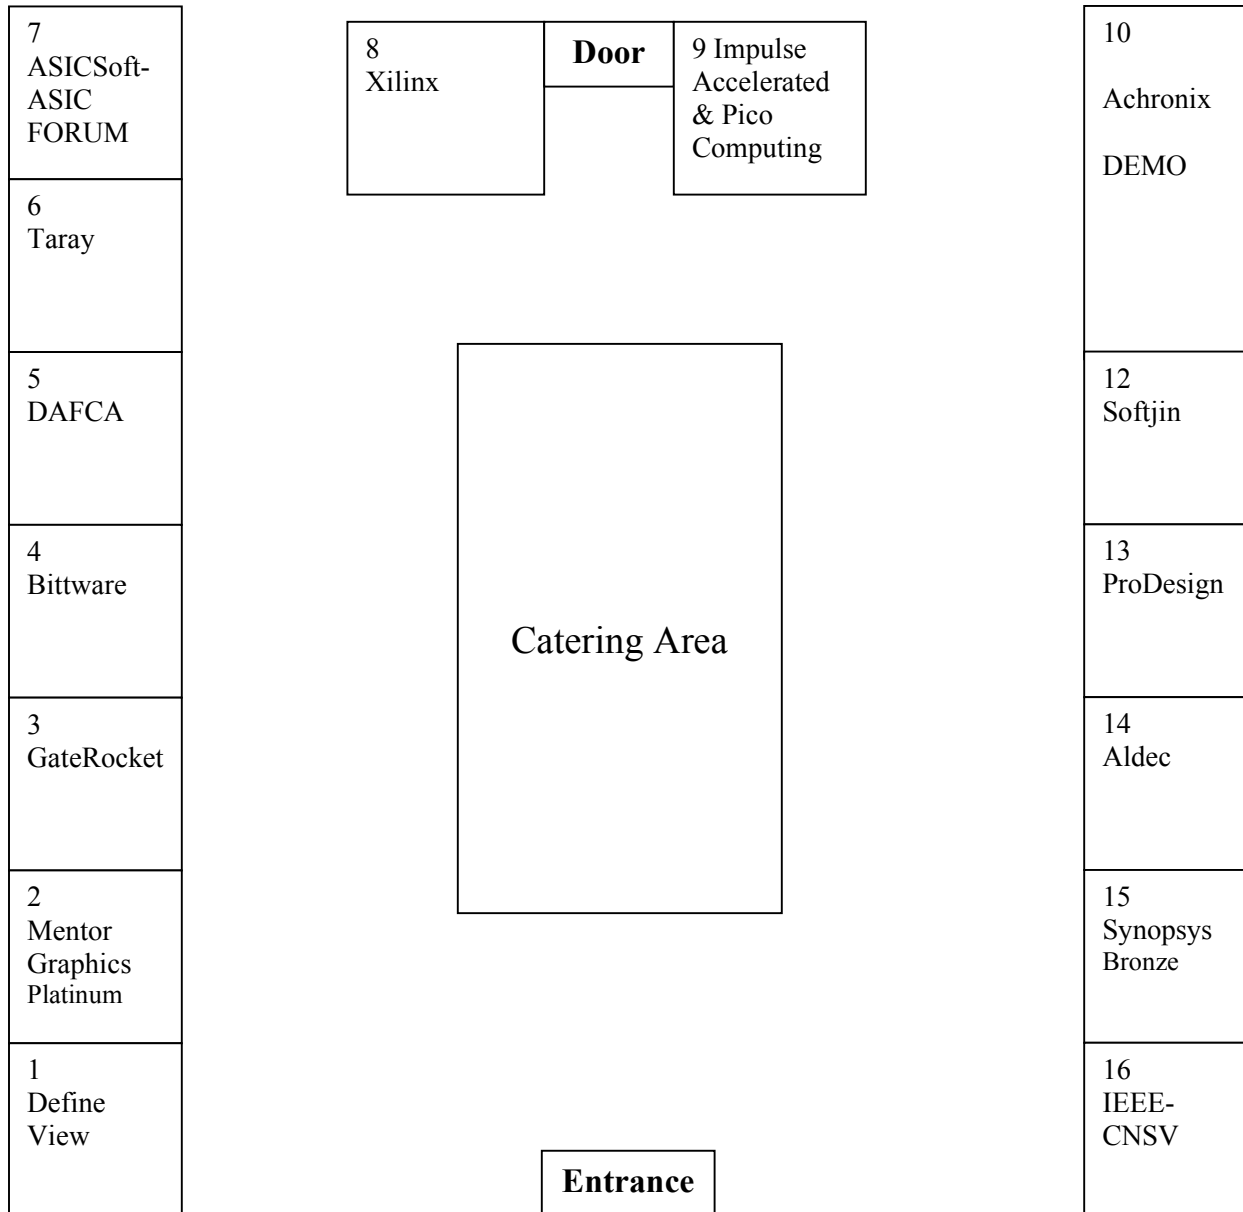 7
ASICSoft-
ASIC
FORUM
6
Taray
5
DAFCA
4
Bittware
3
GateRocket
2
Mentor
Graphics
Platinum
1
Define
View
8
Xilinx
Door
9 Impulse
Accelerated
& Pico
Computing
Catering Area
Entrance
10
Achronix
DEMO
12
Softjin
13
ProDesign
14
Aldec
15
Synopsys
Bronze
16
IEEE-
CNSV